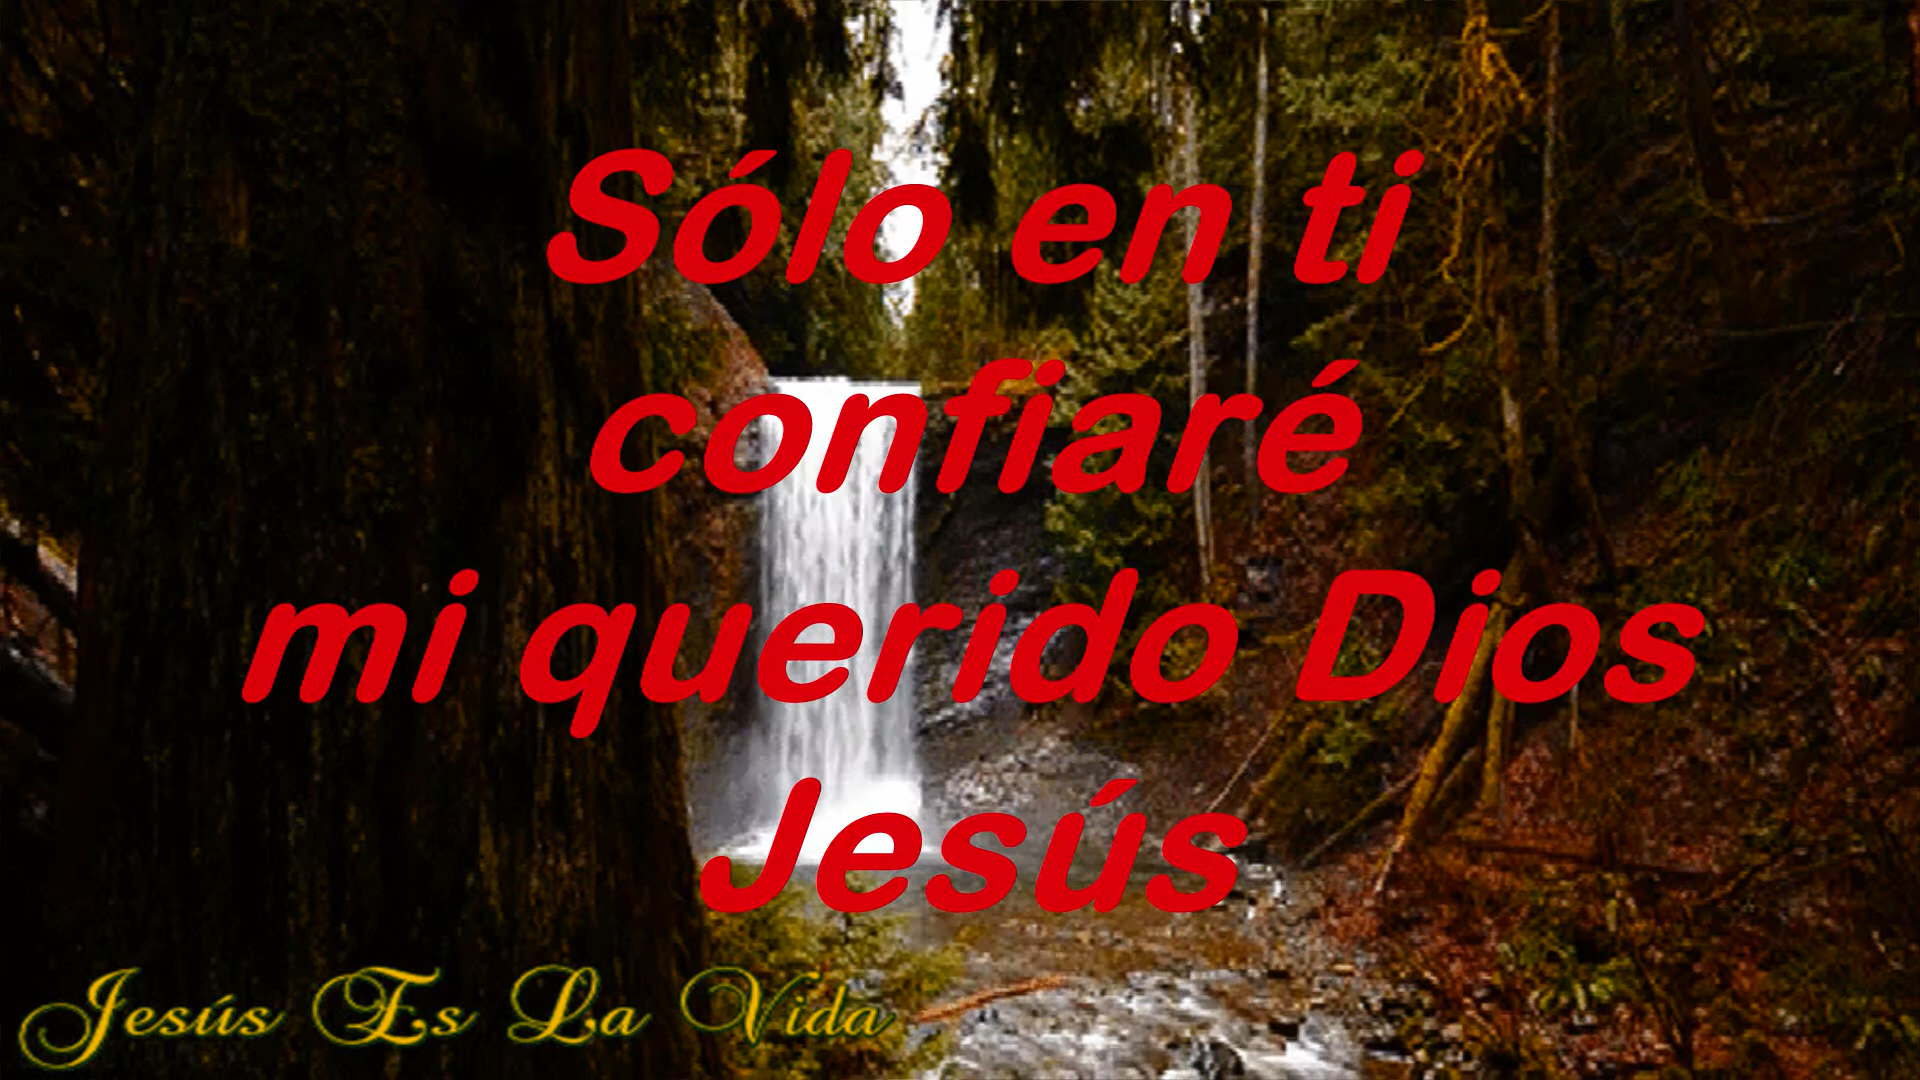 Sólo en ti
confiaré
mi querido Dios
Jesús
Jesús Es La Vida